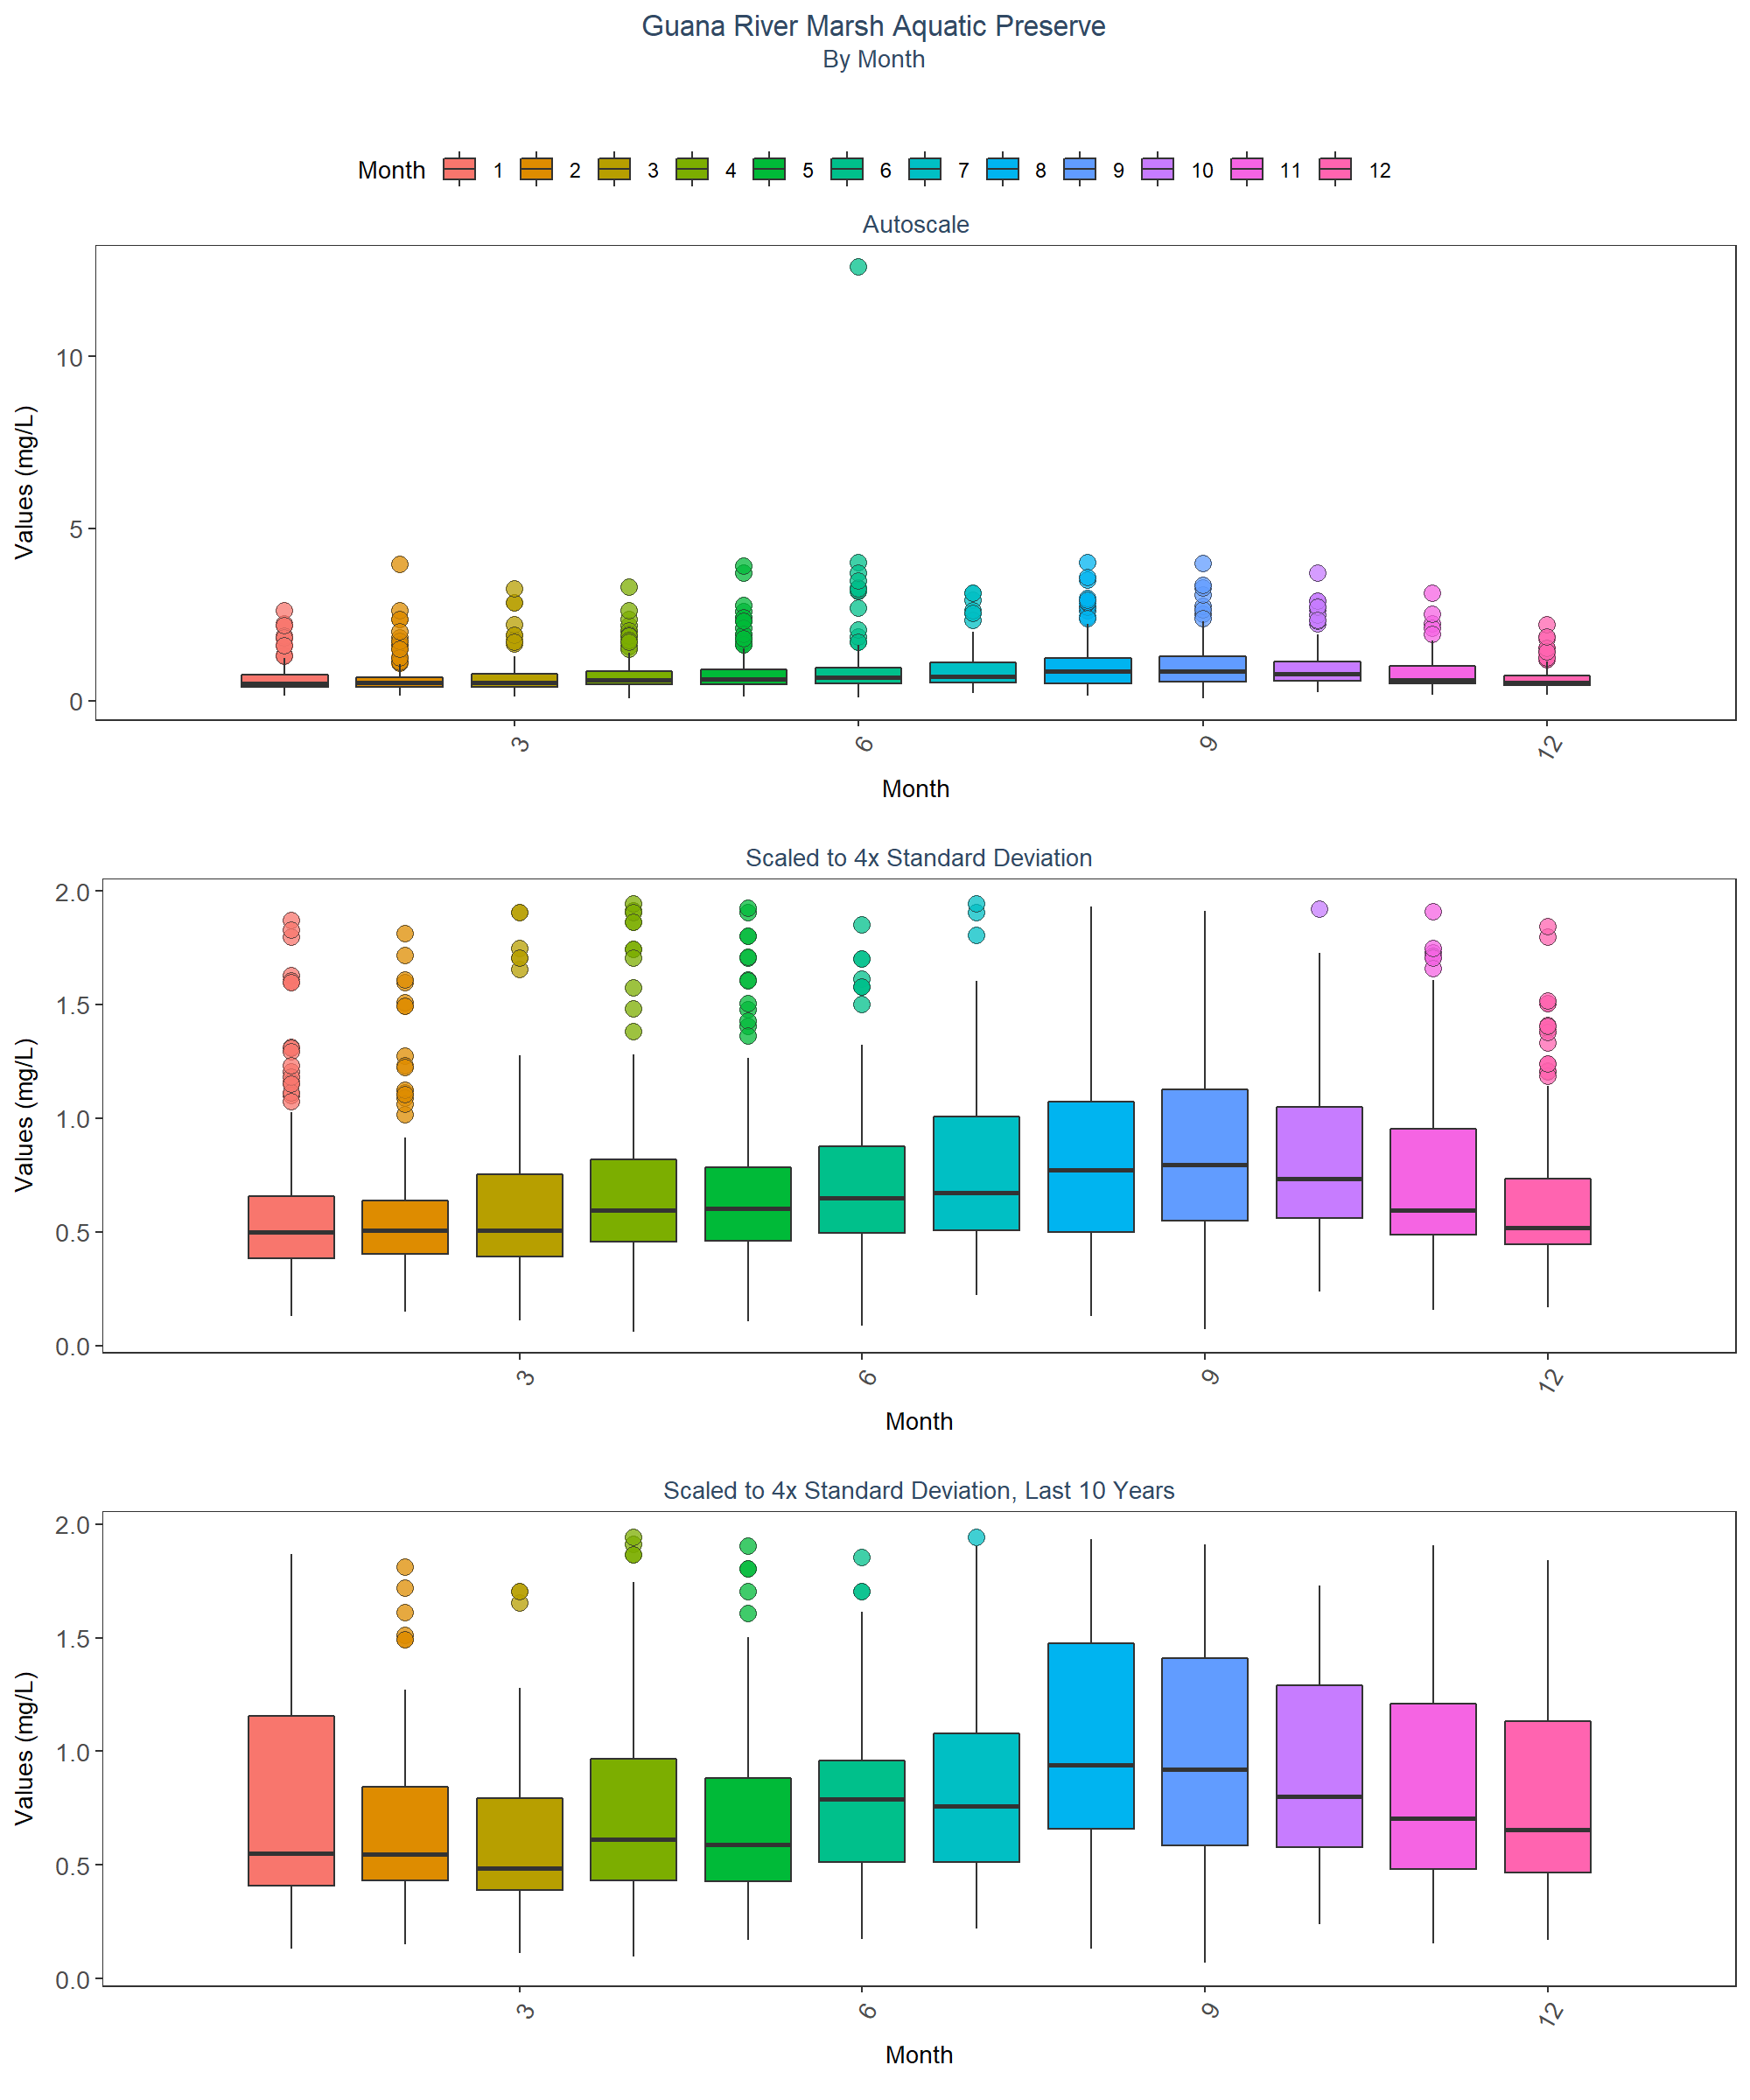 Guana River Marsh Aquatic Preserve
By Month
Month 1 2 3 4 5 6 7 8 9 10 11 12
Autoscale
Values (mg/L)
10
5
0
3 6 9 12
Month
Scaled to 4x Standard Deviation
Values (mg/L)
2.0
1.5
1.0
0.5
0.0
3 6 9 12
Month
Scaled to 4x Standard Deviation, Last 10 Years
Values (mg/L)
2.0
1.5
1.0
0.5
0.0
3 6 9 12
Month